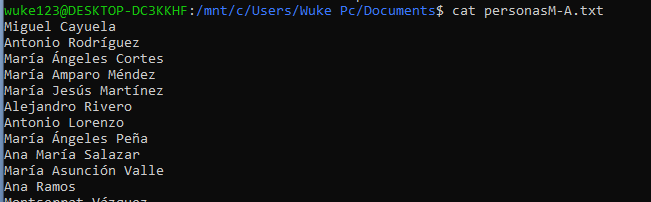 wuke123@DESKTOP-DC3KKHF:/mnt/c/Users/Wuke Pc/Documents$ cat personasM-A.txt
Miguel Cayuela
Antonio Rodríguez
María Ángeles Cortes
María Amparo Méndez
María Jesús Martínez
Alejandro Rivero
Antonio Lorenzo
María Ángeles Peña
Ana María Salazar
María Asunción Valle
Ana Ramos
Montserrat Vázquez